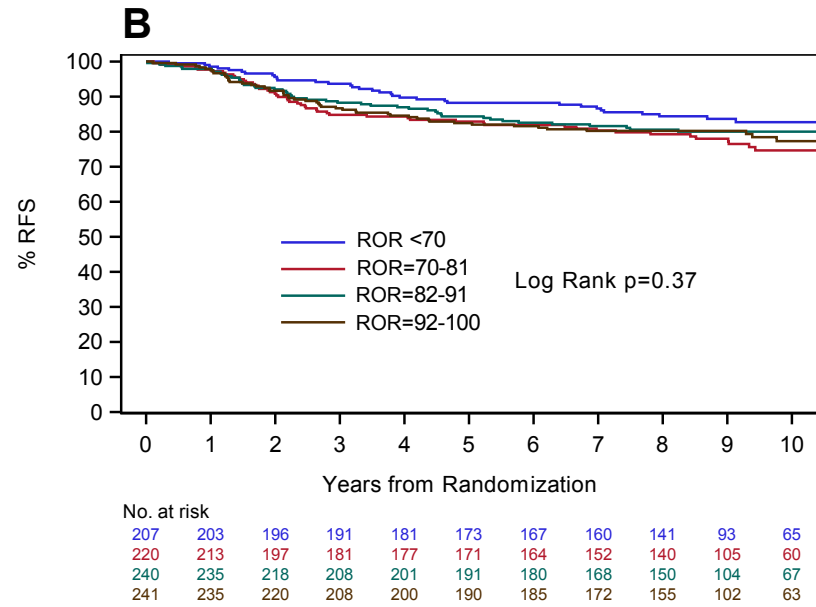 B
100
90
80
70
60
50
40
30
20
10
0
% RFS
ROR <70
ROR=70-81
ROR=82-91
ROR=92-100
Log Rank p=0.37
0 1 2 3 4 5 6 7 8 9 10
Years from Randomization
No. at risk
207 203 196 191 181 173 167 160 141 93 65
220 213 197 181 177 171 164 152 140 105 60
240 235 218 208 201 191 180 168 150 104 67
241 235 220 208 200 190 185 172 155 102 63